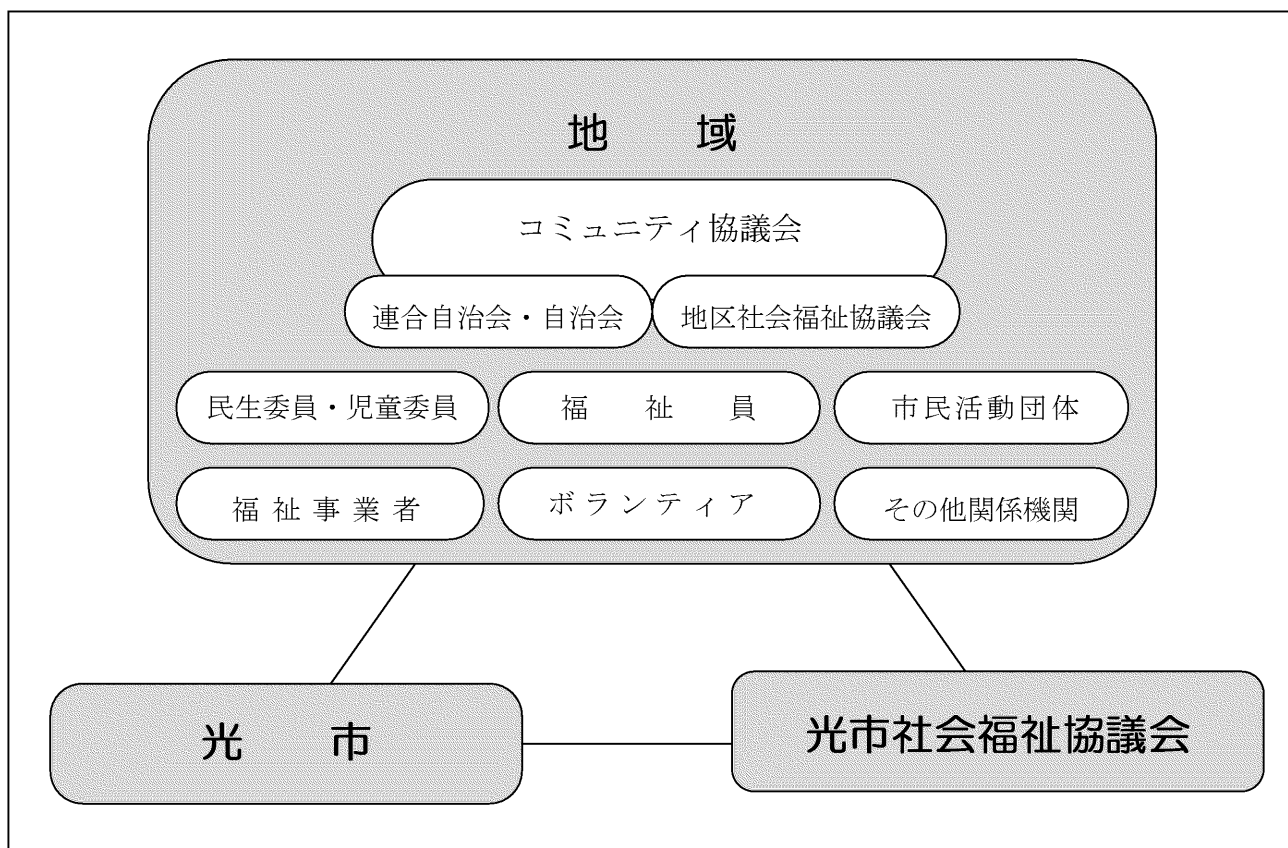 地　域
コミュニティ協議会
連合自治会・自治会　地区社会福祉協議会
民生委員・児童委員　福祉員　市民活動団体
福祉事業者　ボランティア　その他関係機関
光　市　光市社会福祉協議会